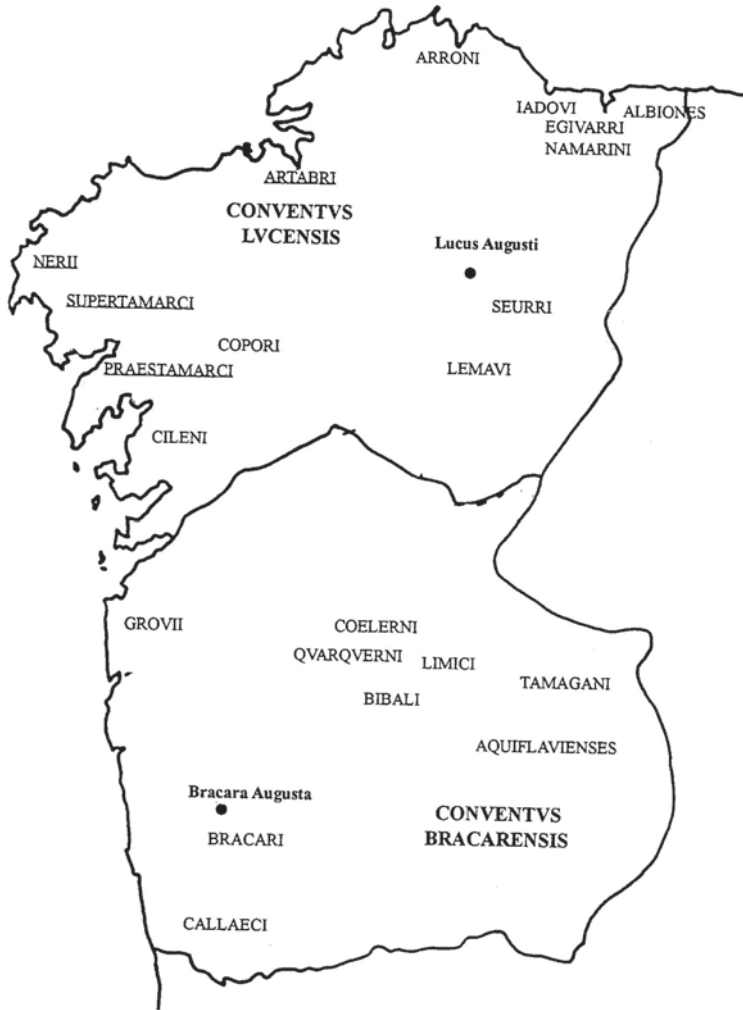 ARRONI
IADOVI
ALBIONES
EGIVARRI
NAMARINI
ARTABRI
CONVENTVS
LVCENSIS
Lucus Augusti
NERII
SUPERTAMARCI
SEURRI
COPORI
PRAESTAMARCI
LEMAVI
CILENI
GROVII
COELERNI
QVARQVERNI
LIMICI
TAMAGANI
BIBALI
AQUIFLAVIENSES
Bracara Augusta
CONVENTVS
BRACARENSIS
BRACARI
CALLAECI